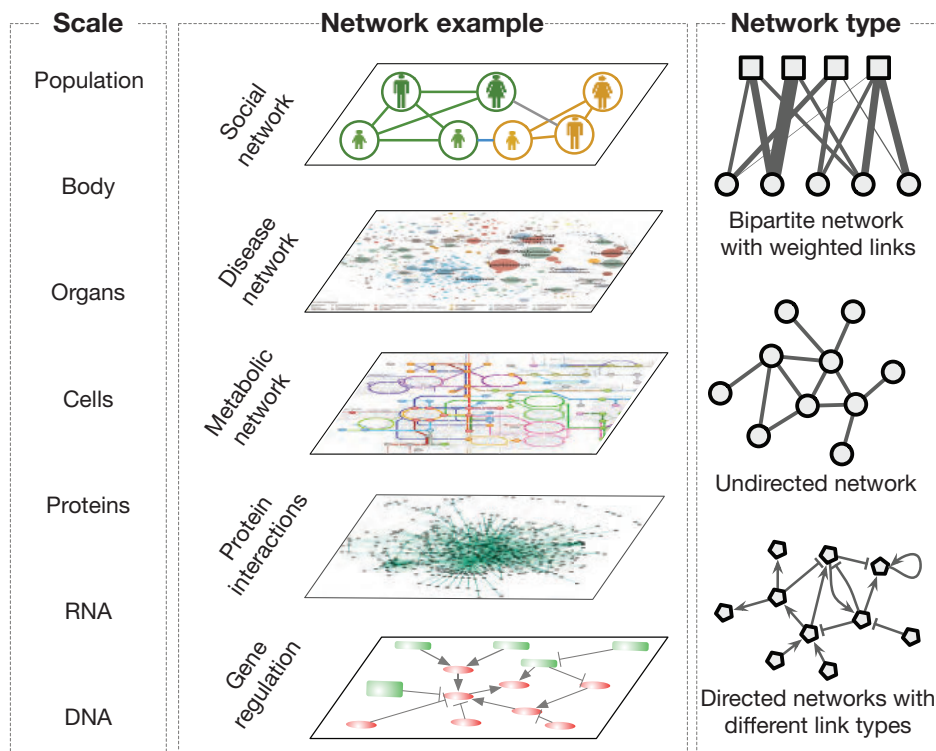 Scale
Population
Body
Organs
Cells
Proteins
RNA
DNA
Network example
Social
network
Disease
network
Metabolic
network
Protein
interactions
Gene
regulation
Network type
Bipartite network
with weighted links
Undirected network
Directed networks with
different link types